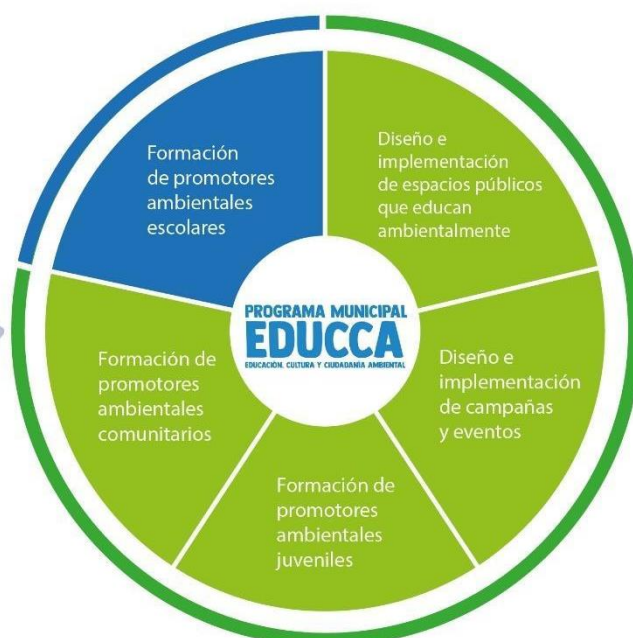 Formación
de promotores
ambientales
escolares
Diseño e
implementación
de espacios públicos
que educan
ambientalmente
PROGRAMA MUNICIPAL
EDUCCA
EDUCACIÓN, CULTURA Y CIUDADANÍA AMBIENTAL
Formación de
promotores
ambientales
comunitarios
Diseño e
implementación
de campañas
y eventos
Formación de
promotores
ambientales
juveniles